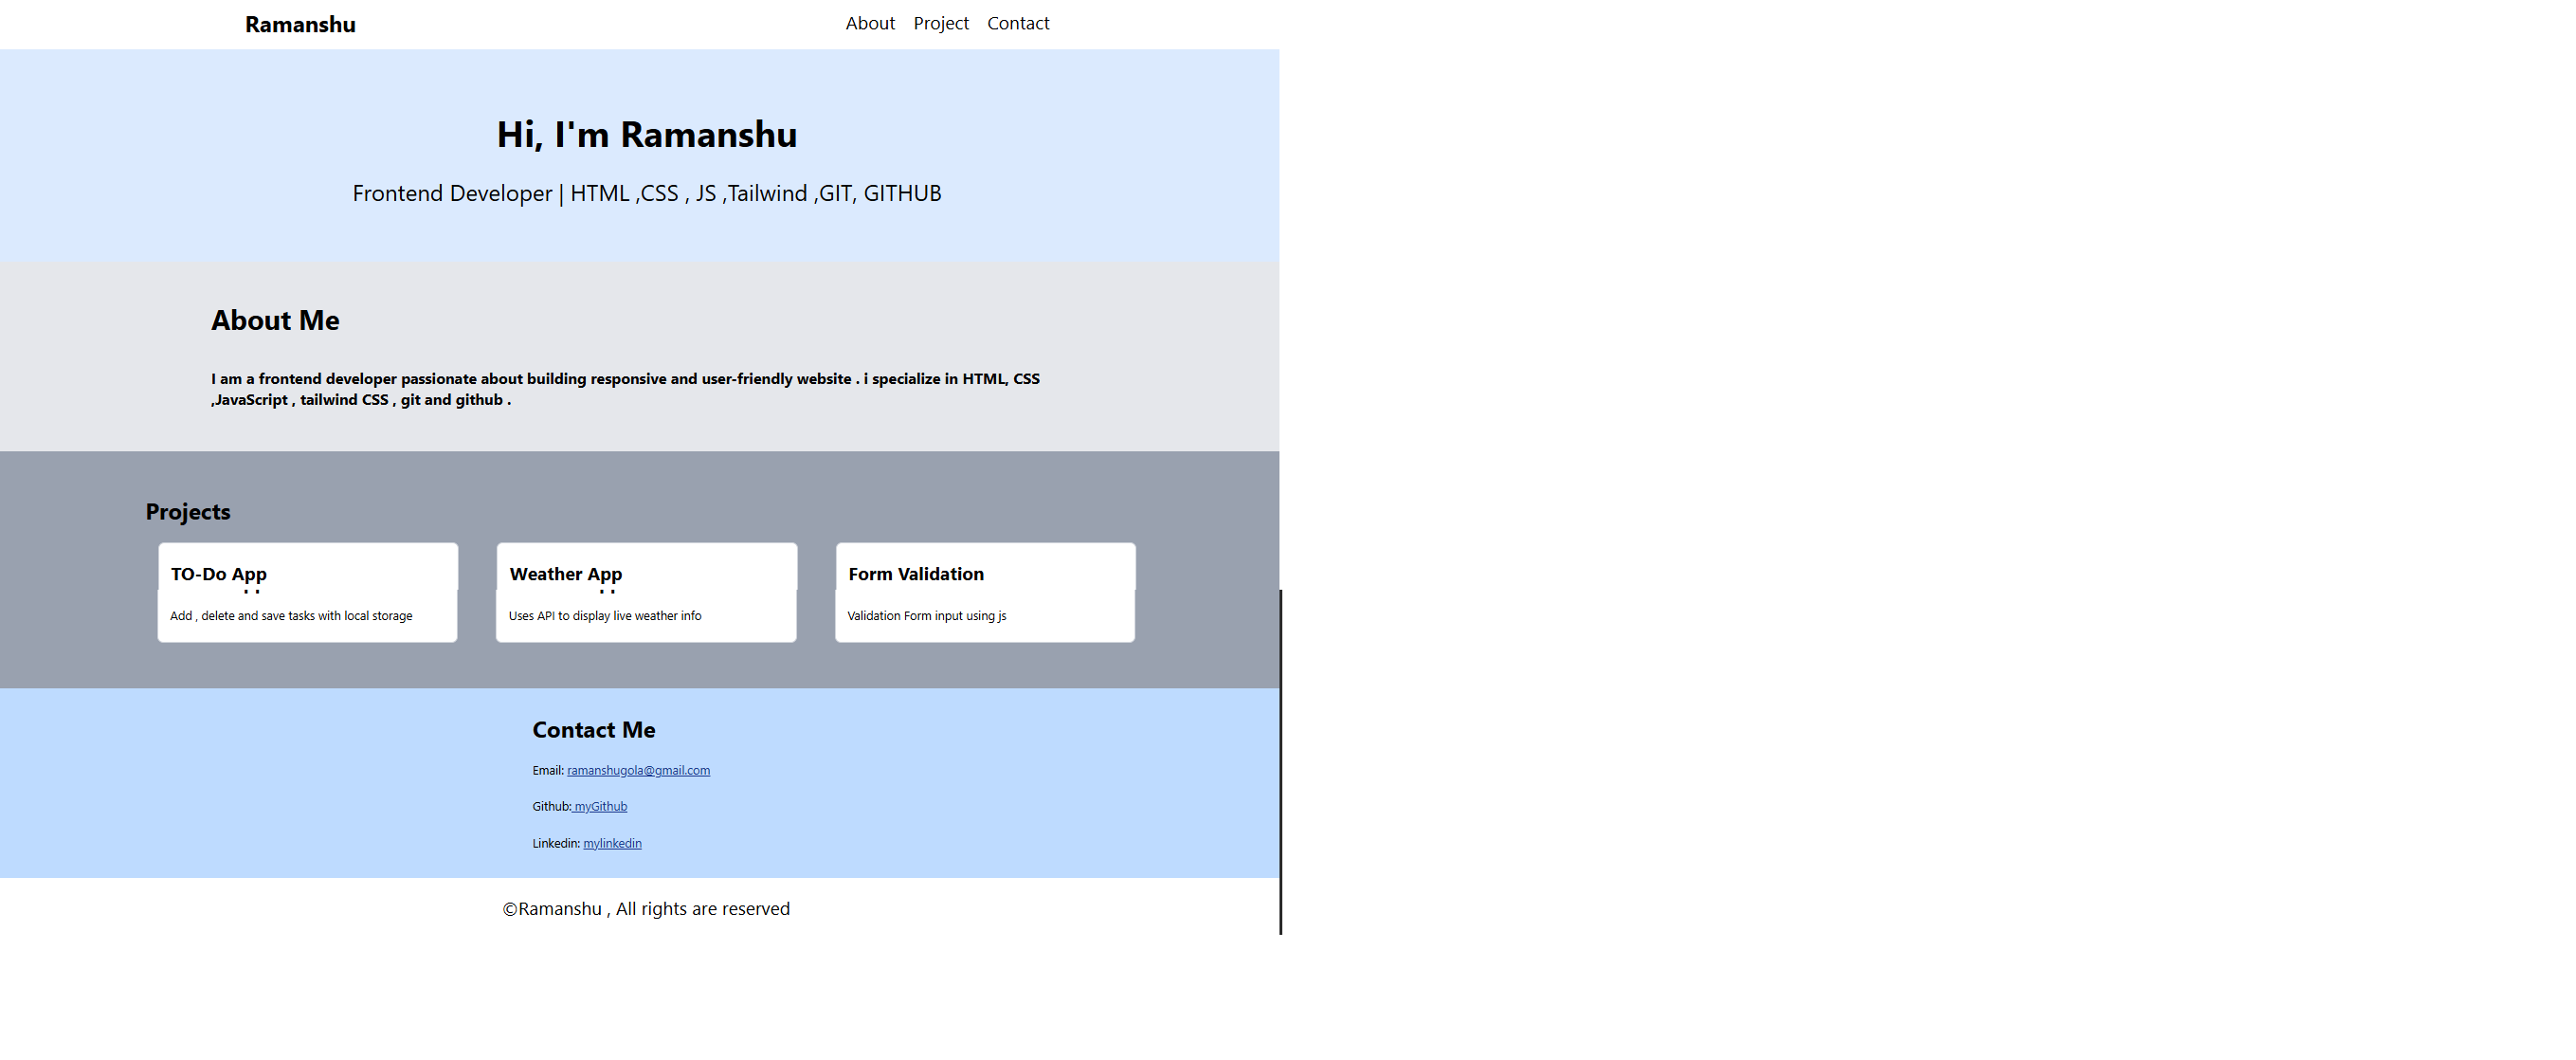 Ramanshu
About Project Contact
Hi, I'm Ramanshu
Frontend Developer | HTML ,CSS , JS ,Tailwind ,GIT, GITHUB
About Me
I am a frontend developer passionate about building responsive and user-friendly website . i specialize in HTML, CSS
,JavaScript , tailwind CSS , git and github .
Projects
TO-Do App
Add , delete and save tasks with local storage
Weather App
Uses API to display live weather info
Form Validation
Validation Form input using js
Contact Me
Email: ramanshugola@gmail.com
Github: myGithub
Linkedin: mylinkedin
©Ramanshu , All rights are reserved